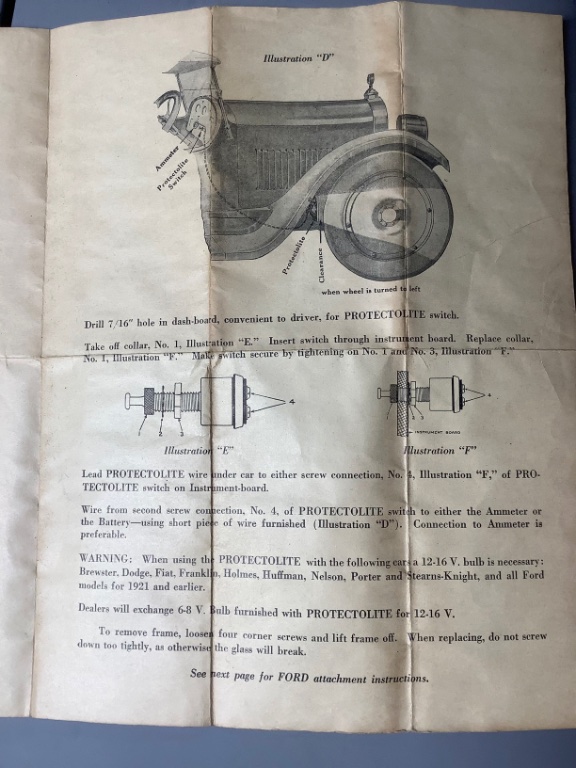 Illustration "D"
Ammeter
Protectolite
Switch
Protectolite
Clearance
when wheel is turned to left
Drill 7/16" hole in dash-board, convenient to driver, for PROTECTOLITE switch.
Take off collar, No. 1, Illustration "E." Insert switch through instrument board. Replace collar,
No. 1, Illustration "F." Make switch secure by tightening on No. 1 and No. 3, Illustration "F."
1 2 3 4
1 2 3 4
INSTRUMENT BOARD
Illustration "E" Illustration "F"
Lead PROTECTOLITE wire under car to either screw connection, No. 4, Illustration "F," of PRO-
TECTOLITE switch on Instrument-board.
Wire from second screw connection, No. 4, of PROTECTOLITE switch to either the Ammeter or
the Battery—using short piece of wire furnished (Illustration "D"). Connection to Ammeter is
preferable.
WARNING: When using the PROTECTOLITE with the following cars a 12-16 V. bulb is necessary:
Brewster, Dodge, Fiat, Franklin, Holmes, Huffman, Nelson, Porter and Stearns-Knight, and all Ford
models for 1921 and earlier.
Dealers will exchange 6-8 V. Bulb furnished with PROTECTOLITE for 12-16 V.
To remove frame, loosen four corner screws and lift frame off. When replacing, do not screw
down too tightly, as otherwise the glass will break.
See next page for FORD attachment instructions.